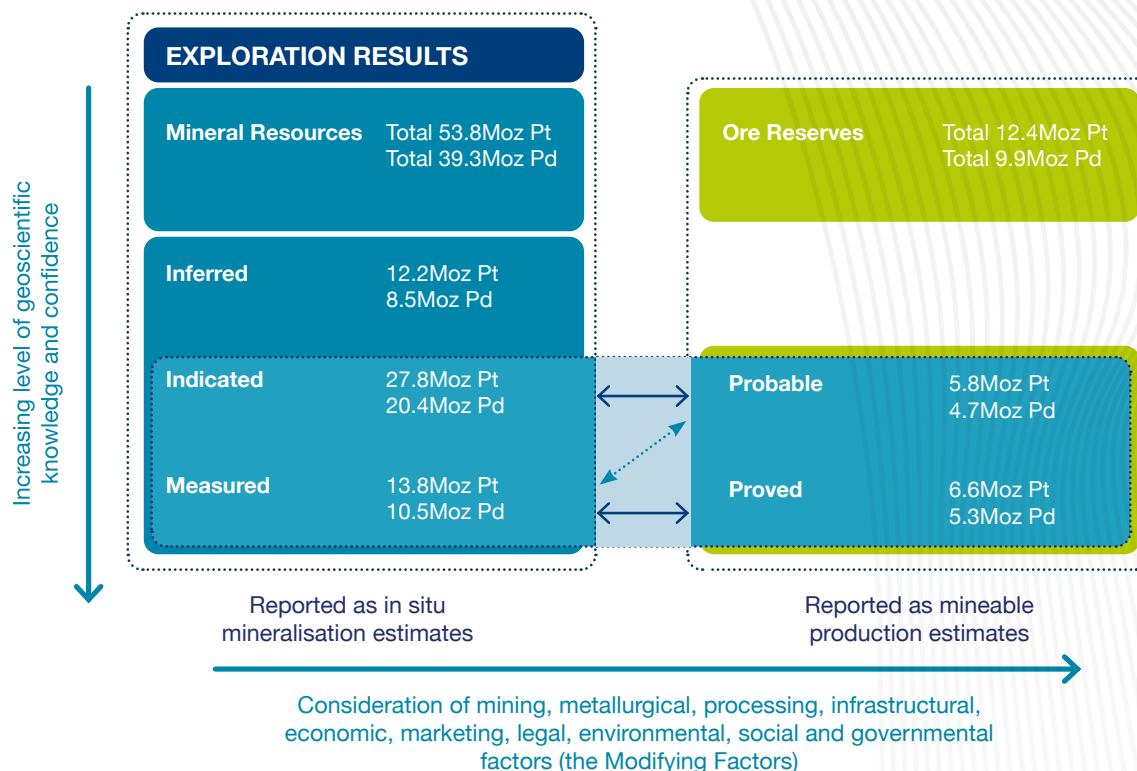 Increasing level of geoscientific
knowledge and confidence
EXPLORATION RESULTS
Mineral Resources Total 53.8Moz Pt
Total 39.3Moz Pd
Inferred 12.2Moz Pt
8.5Moz Pd
Indicated 27.8Moz Pt
20.4Moz Pd
Measured 13.8Moz Pt
10.5Moz Pd
Reported as in situ
mineralisation estimates
Ore Reserves Total 12.4Moz Pt
Total 9.9Moz Pd
Probable 5.8Moz Pt
4.7Moz Pd
Proved 6.6Moz Pt
5.3Moz Pd
Reported as mineable
production estimates
Consideration of mining, metallurgical, processing, infrastructural,
economic, marketing, legal, environmental, social and governmental
factors (the Modifying Factors)